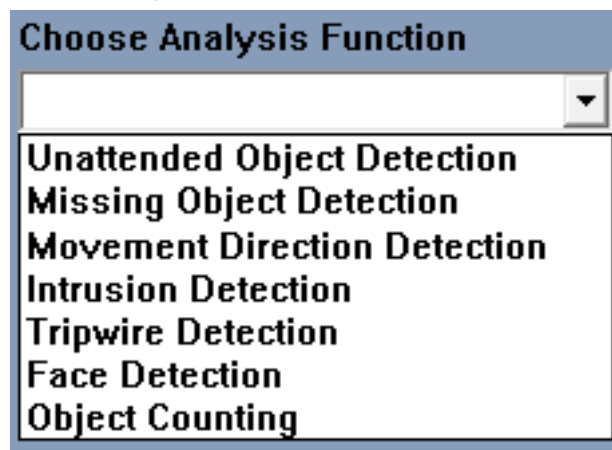 Choose Analysis Function
Unattended Object Detection
Missing Object Detection
Movement Direction Detection
Intrusion Detection
Tripwire Detection
Face Detection
Object Counting